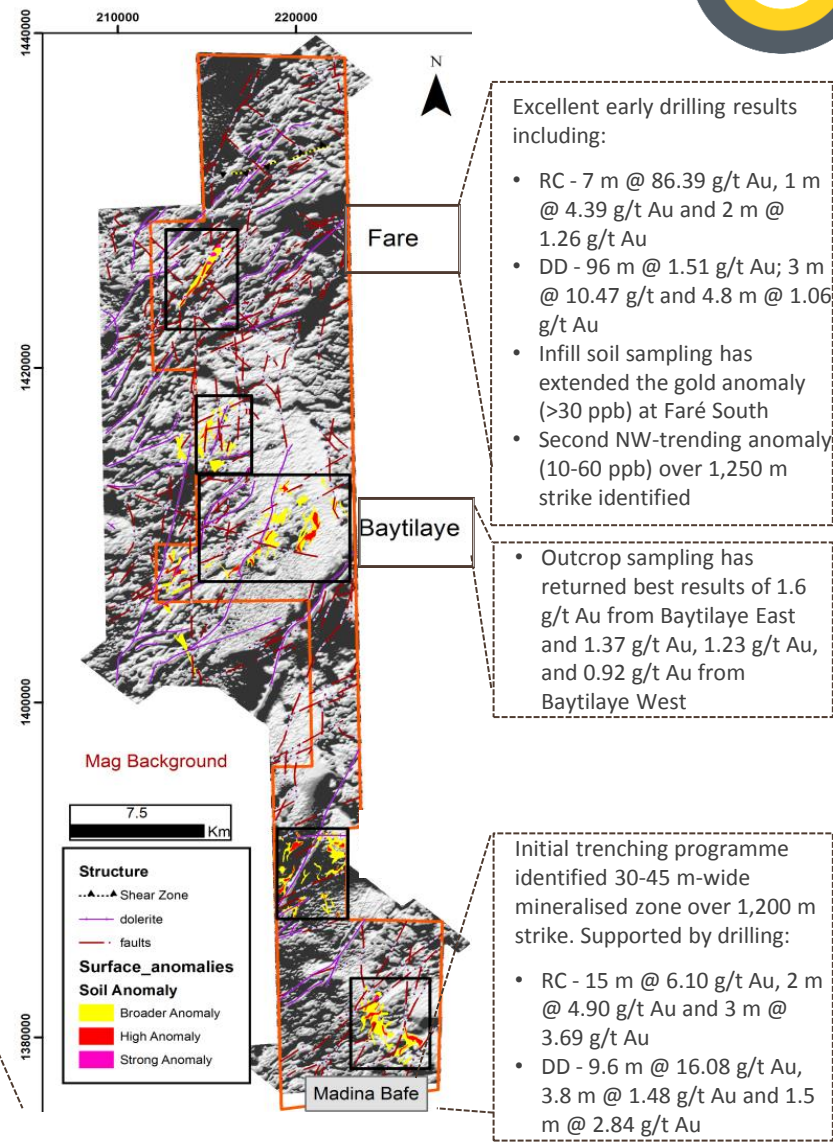 210000
220000
1440000
1420000
1400000
1380000
N
Fare
Baytilaye
Madina Bafe
Mag Background
7.5
Km
Structure
Shear Zone
dolerite
faults
Surface_anomalies
Soil Anomaly
Broader Anomaly
High Anomaly
Strong Anomaly
Excellent early drilling results
including:
• RC - 7 m @ 86.39 g/t Au, 1 m
@ 4.39 g/t Au and 2 m @
1.26 g/t Au
• DD - 96 m @ 1.51 g/t Au; 3 m
@ 10.47 g/t and 4.8 m @ 1.06
g/t Au
• Infill soil sampling has
extended the gold anomaly
(>30 ppb) at Faré South
• Second NW-trending anomaly
(10-60 ppb) over 1,250 m
strike identified
• Outcrop sampling has
returned best results of 1.6
g/t Au from Baytilaye East
and 1.37 g/t Au, 1.23 g/t Au,
and 0.92 g/t Au from
Baytilaye West
Initial trenching programme
identified 30-45 m-wide
mineralised zone over 1,200 m
strike. Supported by drilling:
• RC - 15 m @ 6.10 g/t Au, 2 m
@ 4.90 g/t Au and 3 m @
3.69 g/t Au
• DD - 9.6 m @ 16.08 g/t Au,
3.8 m @ 1.48 g/t Au and 1.5
m @ 2.84 g/t Au